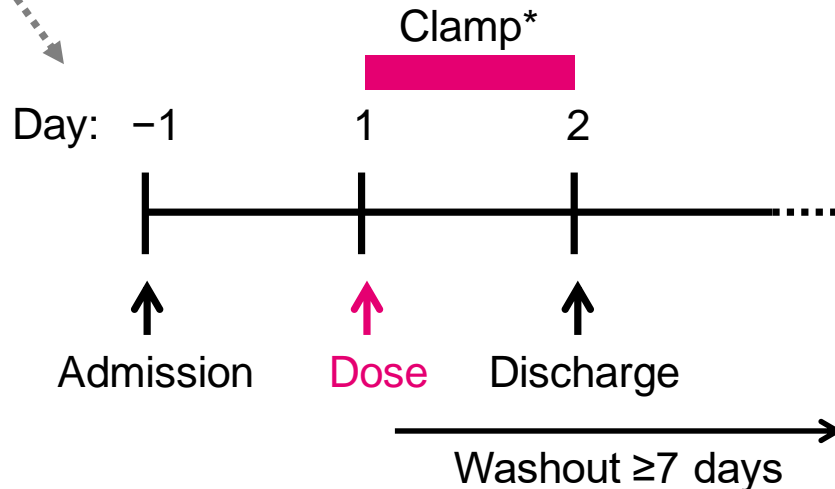 Clamp*
Day: −1 1 2
Admission Dose Discharge
Washout ≥7 days